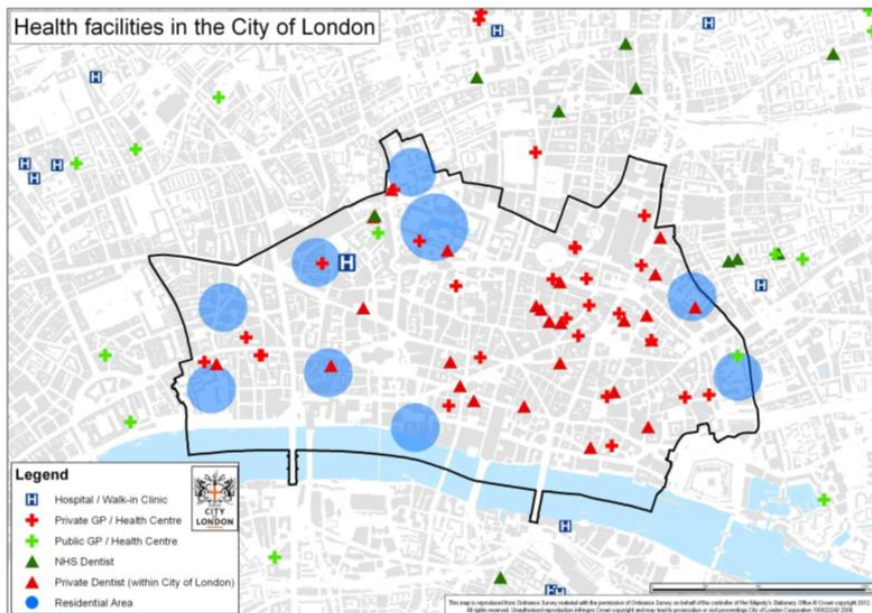 Health facilities in the City of London
Legend
Hospital / Walk-in Clinic
Private GP / Health Centre
Public GP / Health Centre
NHS Dentist
Private Dentist (within City of London)
Residential Area
CITY
LONDON
H
H
H
H
H
H
H
H
H